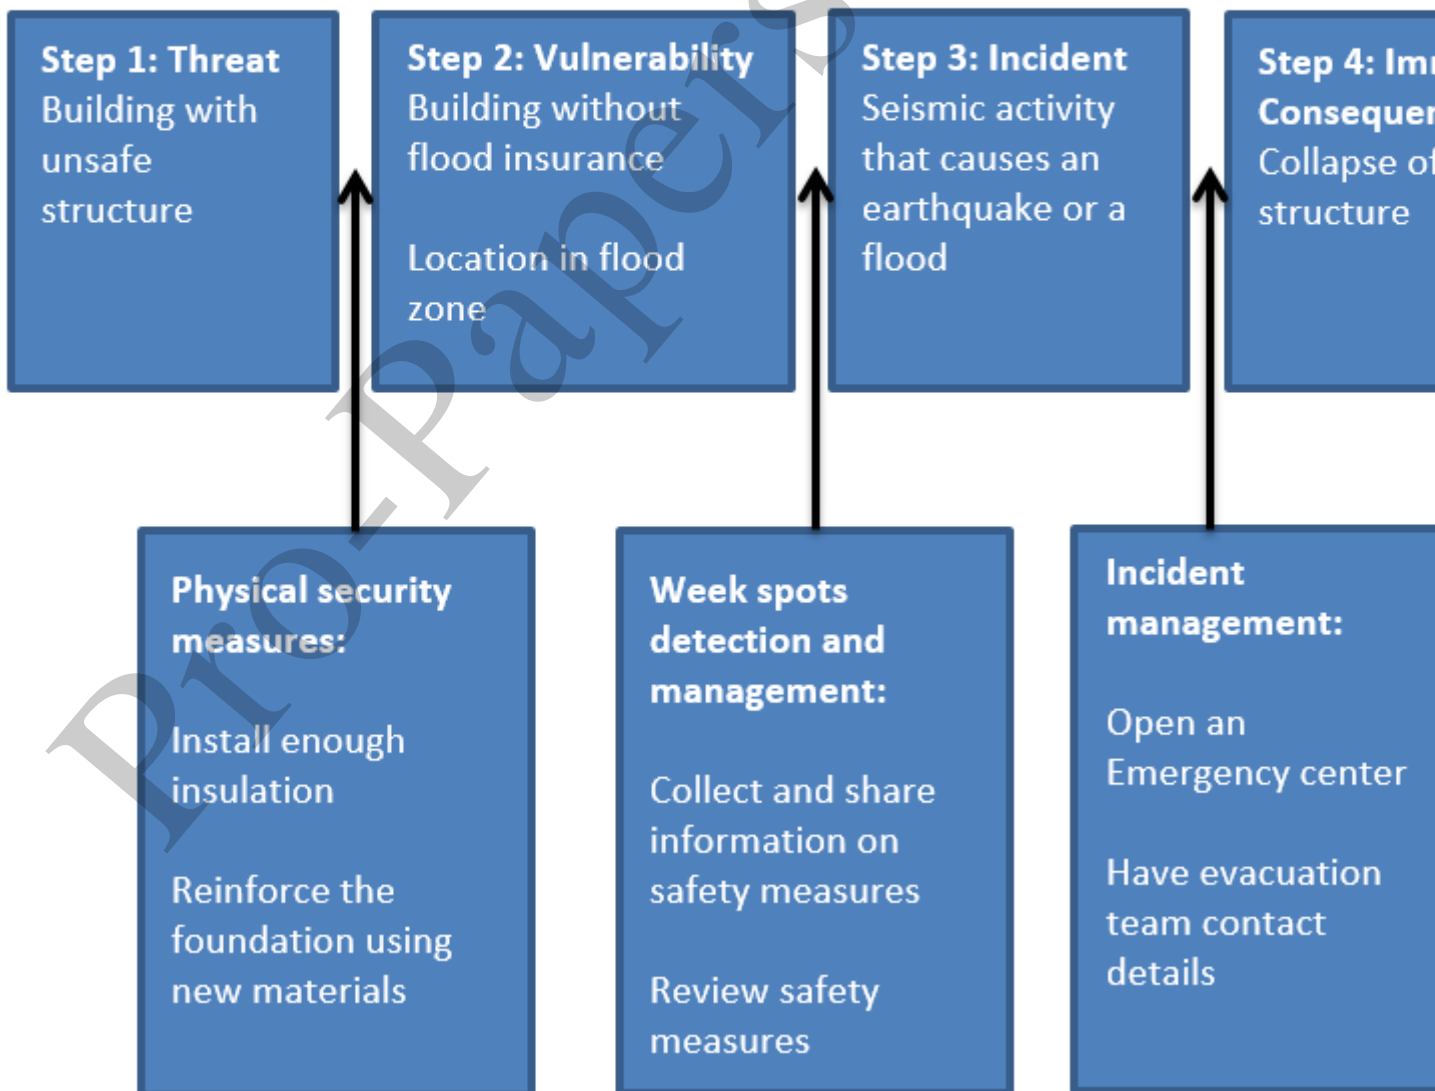 Step 1: Threat
Building with
unsafe
structure
Step 2: Vulnerability
Building without
flood insurance
Location in flood
zone
Step 3: Incident
Seismic activity
that causes an
earthquake or a
flood
Step 4:
Collapse of
structure
Physical security
measures:
Install enough
insulation
Reinforce the
foundation using
new materials
Week spots
detection and
management:
Collect and share
information on
safety measures
Review safety
measures
Incident
management:
Open an
Emergency center
Have evacuation
team contact
details
Pro-Papers